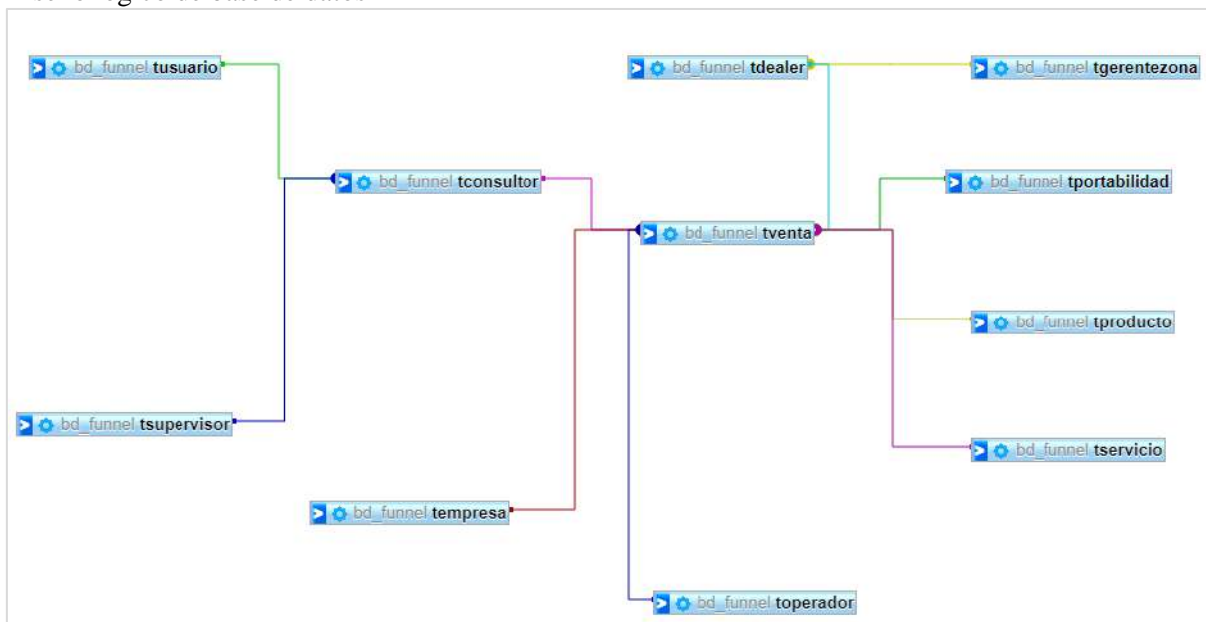 bd_funnel tusuario
bd_funnel tdealer
bd_funnel tgerentezona
bd_funnel tconsultor
bd_funnel tportabilidad
bd_funnel tventa
bd_funnel tproducto
bd_funnel tsupervisor
bd_funnel tservicio
bd_funnel tempresa
bd_funnel toperador